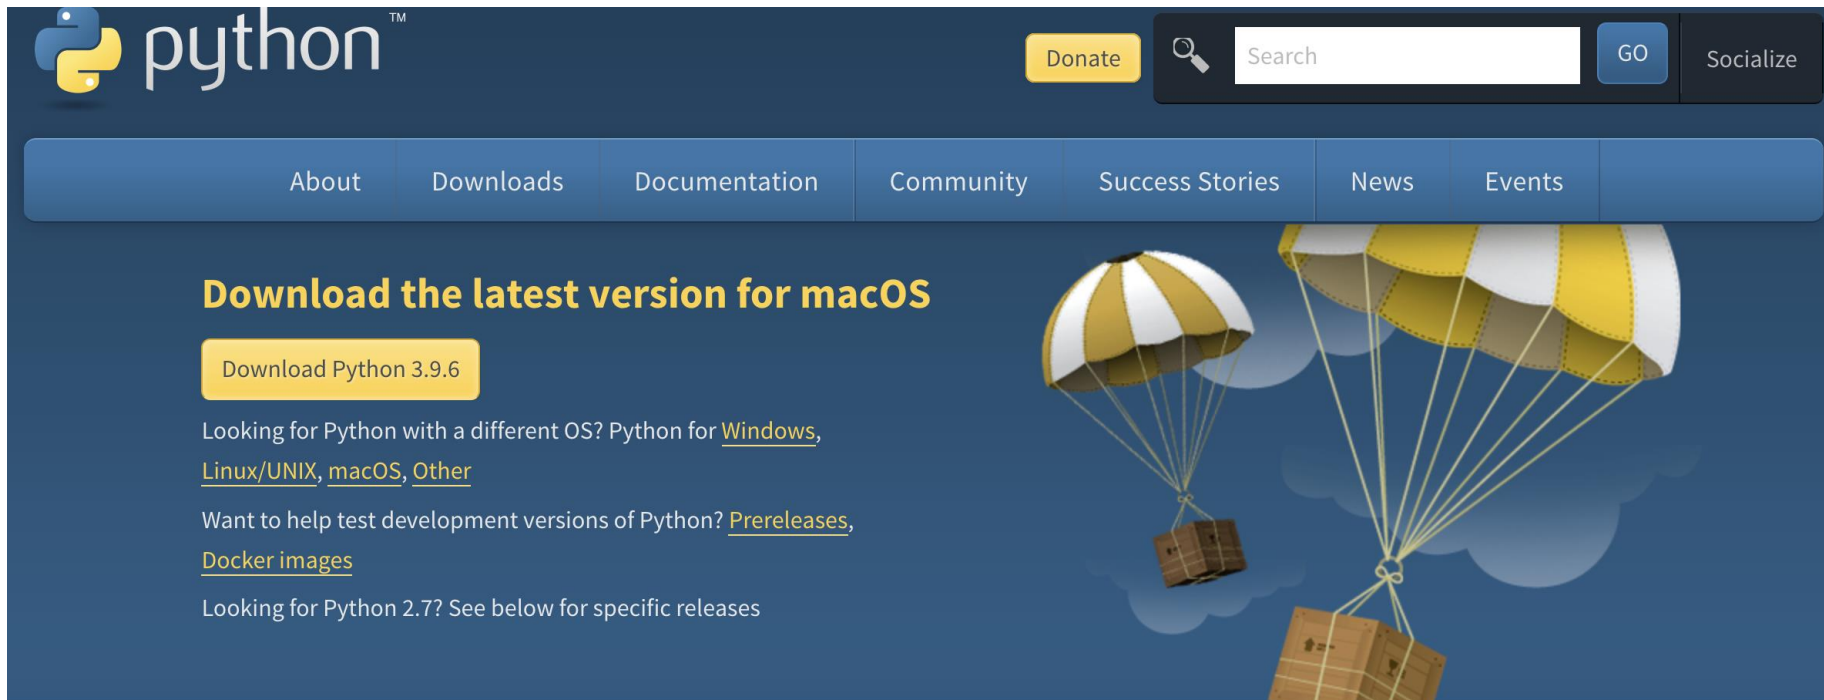 python™
Donate
Search
GO
Socialize
About
Downloads
Documentation
Community
Success Stories
News
Events
Download the latest version for macOS
Download Python 3.9.6
Looking for Python with a different OS? Python for Windows,
Linux/UNIX, macOS, Other
Want to help test development versions of Python? Prereleases,
Docker images
Looking for Python 2.7? See below for specific releases